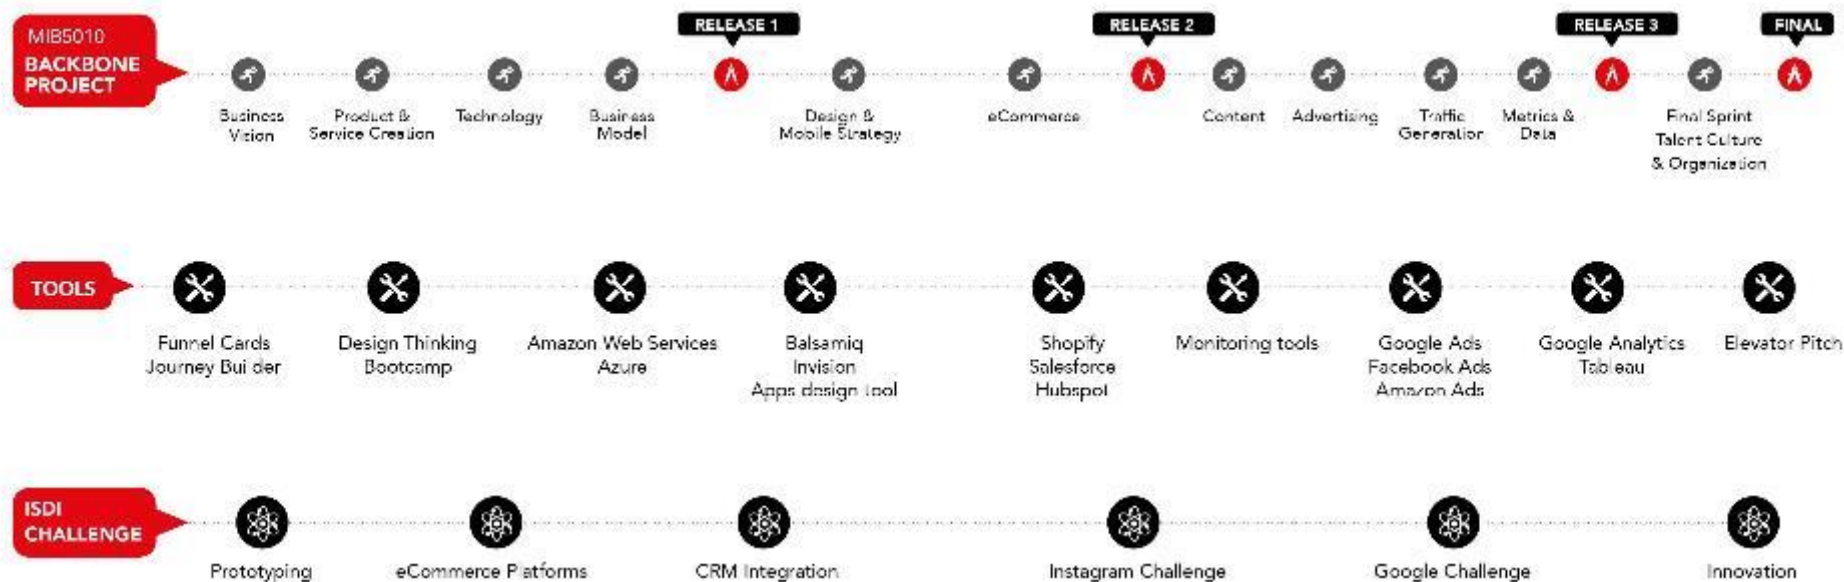 RELEASE 1
RELEASE 2
RELEASE 3
FINAL
MIB5010
BACKBONE
PROJECT
Business
Vision
Product &
Service Creation
Technology
Business
Model
Design &
Mobile Strategy
eCommerce
Content
Advertising
Traffic
Generation
Metrics &
Data
Final Sprint
Talent Culture
& Organization
TOOLS
Funnel Cards
Journey Builder
Design Thinking
Bootcamp
Amazon Web Services
Azure
Balsamiq
Invision
Apps design tool
Shopify
Salesforce
Hubspot
Monitoring tools
Google Ads
Facebook Ads
Amazon Ads
Google Analytics
Tableau
Elevator Pitch
ISDI
CHALLENGE
Prototyping
eCommerce Platforms
CRM Integration
Instagram Challenge
Google Challenge
Innovation